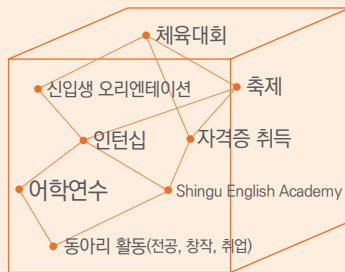 체육대회
신입생 오리엔테이션
축제
인턴십
자격증 취득
어학연수
Shingu English Academy
동아리 활동(전공, 창작, 취업)